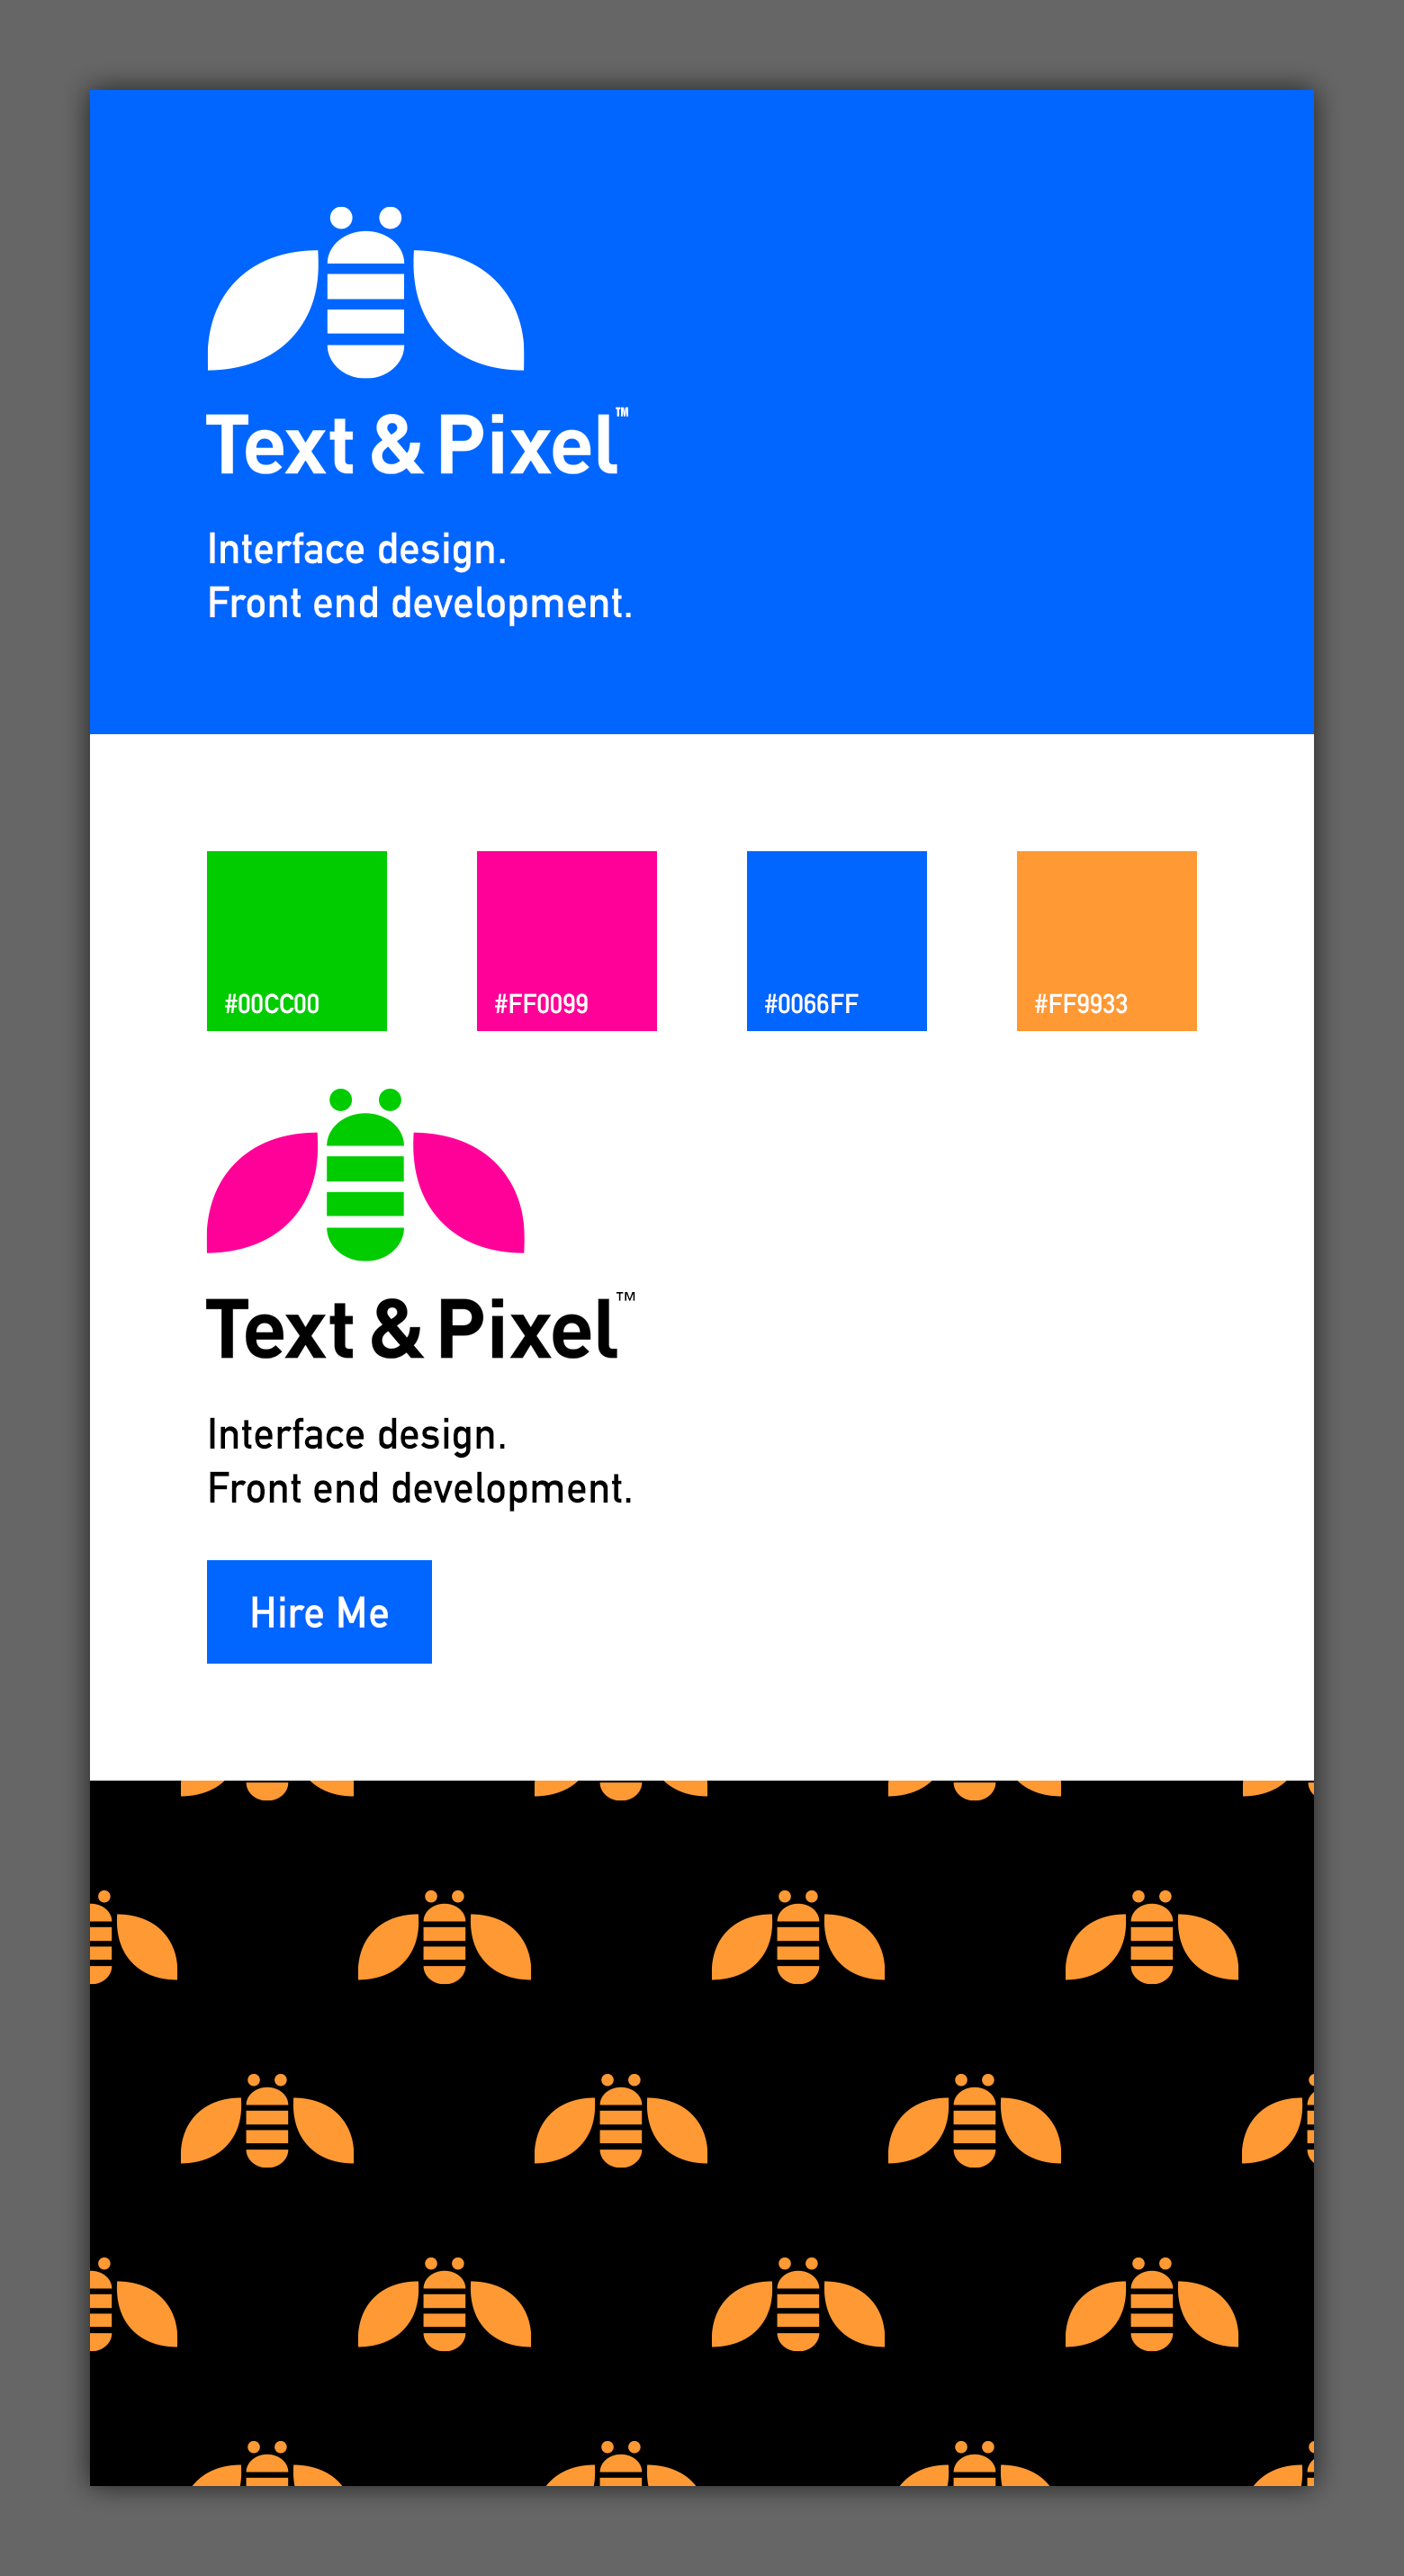 Text & Pixel™
Interface design.
Front end development.
#00CC00 #FF0099 #0066FF #FF9933
Text & Pixel™
Interface design.
Front end development.
Hire Me